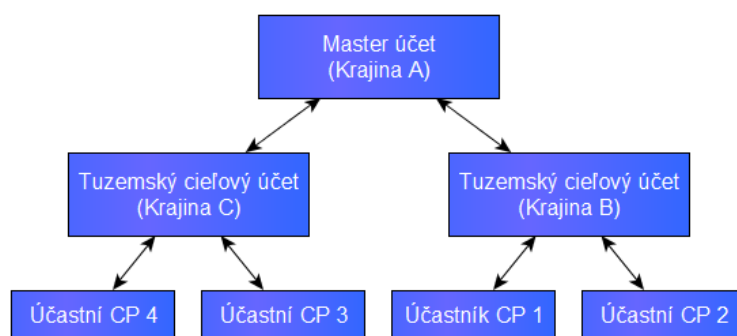 Master účet
(Krajina A)
Tuzemský cieľový účet
(Krajina C)
Tuzemský cieľový účet
(Krajina B)
Účastní CP 4
Účastní CP 3
Účastník CP 1
Účastní CP 2